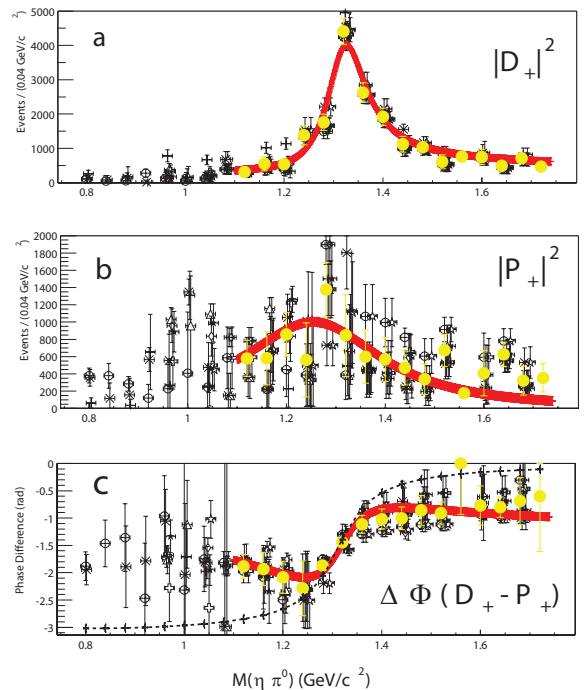 a
|D+|²
Events / (0.04 GeV/c²)
5000
4000
3000
2000
1000
0
0.8 1 1.2 1.4 1.6
b
|P+|²
Events / (0.04 GeV/c²)
2000
1800
1600
1400
1200
1000
800
600
400
200
0
0.8 1 1.2 1.4 1.6
c
Phase Difference (rad)
0
-0.5
-1
-1.5
-2
-2.5
-3
Δ Φ ( D+ - P+ )
0.8 1 1.2 1.4 1.6
M(η π⁰) (GeV/c²)